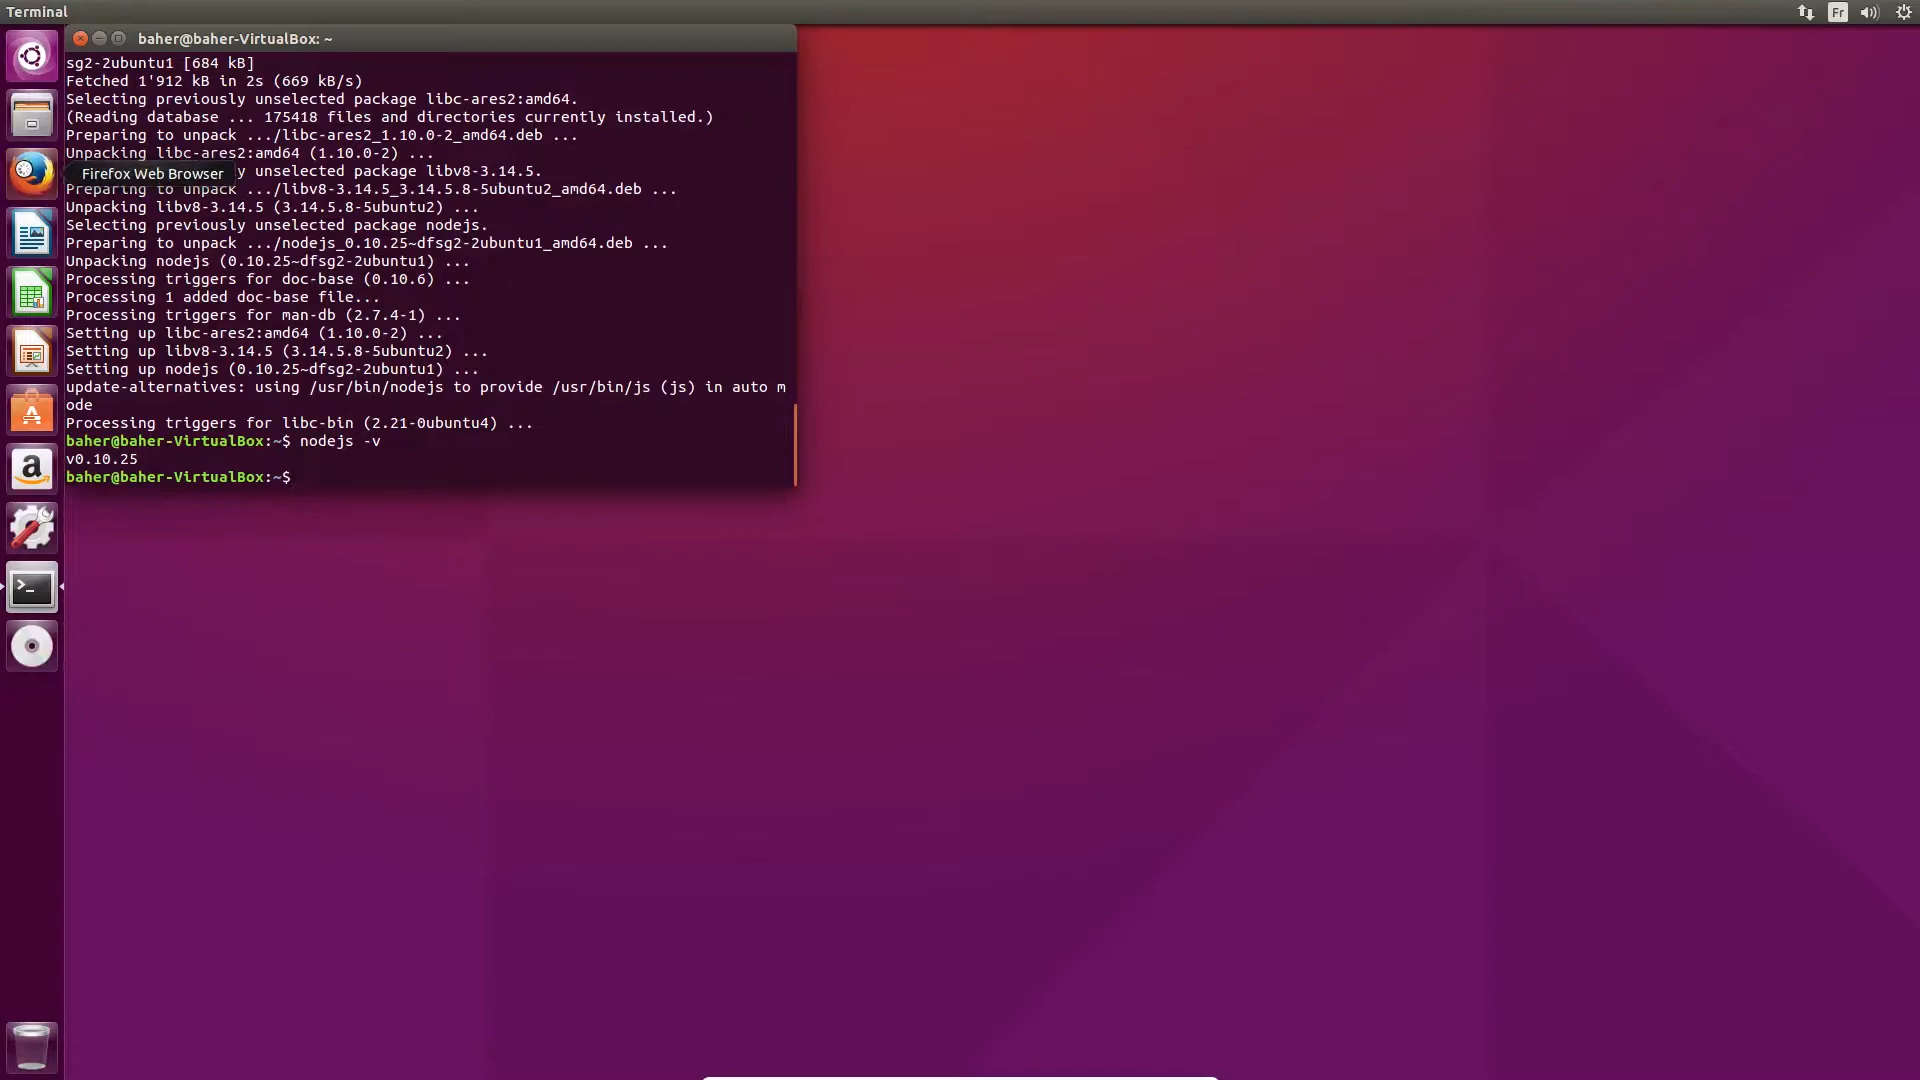 Terminal
Fr
baher@baher-VirtualBox: ~
sg2-2ubuntu1 [684 kB]
Fetched 1'912 kB in 2s (669 kB/s)
Selecting previously unselected package libc-ares2:amd64.
(Reading database ... 175418 files and directories currently installed.)
Preparing to unpack .../libc-ares2_1.10.0-2_amd64.deb ...
Unpacking libc-ares2:amd64 (1.10.0-2) ...
Firefox Web Browser
y unselected package libv8-3.14.5.
Preparing to unpack .../libv8-3.14.5_3.14.5.8-5ubuntu2_amd64.deb ...
Unpacking libv8-3.14.5 (3.14.5.8-5ubuntu2) ...
Selecting previously unselected package nodejs.
Preparing to unpack .../nodejs_0.10.25~dfsg2-2ubuntu1_amd64.deb ...
Unpacking nodejs (0.10.25~dfsg2-2ubuntu1) ...
Processing triggers for doc-base (0.10.6) ...
Processing 1 added doc-base file...
Processing triggers for man-db (2.7.4-1) ...
Setting up libc-ares2:amd64 (1.10.0-2) ...
Setting up libv8-3.14.5 (3.14.5.8-5ubuntu2) ...
Setting up nodejs (0.10.25~dfsg2-2ubuntu1) ...
update-alternatives: using /usr/bin/nodejs to provide /usr/bin/js (js) in auto m
ode
Processing triggers for libc-bin (2.21-0ubuntu4) ...
baher@baher-VirtualBox:~$ nodejs -v
v0.10.25
baher@baher-VirtualBox:~$